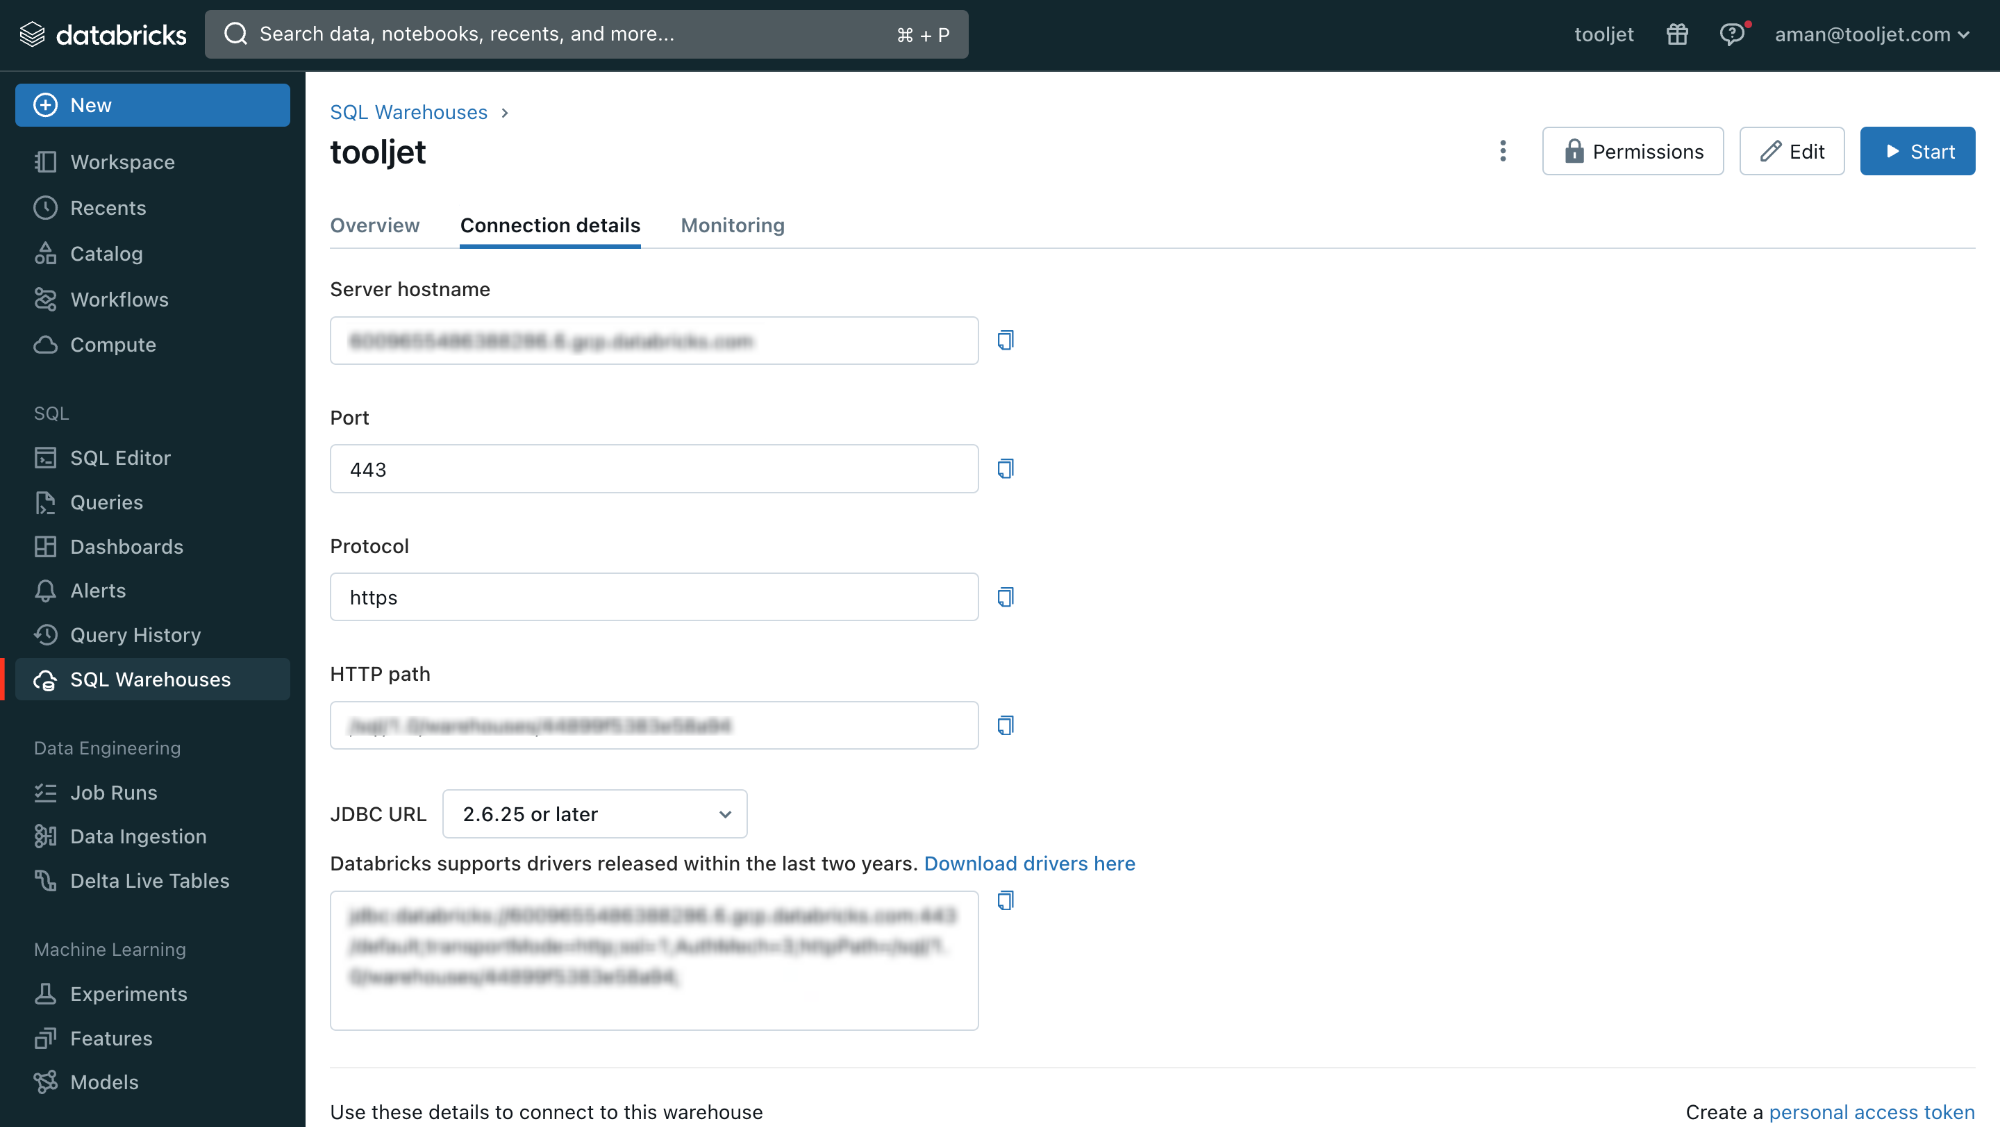 databricks
Search data, notebooks, recents, and more...
⌘ + P
tooljet
aman@tooljet.com
New
Workspace
Recents
Catalog
Workflows
Compute
SQL
SQL Editor
Queries
Dashboards
Alerts
Query History
SQL Warehouses
Data Engineering
Job Runs
Data Ingestion
Delta Live Tables
Machine Learning
Experiments
Features
Models
SQL Warehouses ›
tooljet
Permissions
Edit
Start
Overview
Connection details
Monitoring
Server hostname
Port
443
Protocol
https
HTTP path
JDBC URL
2.6.25 or later
Databricks supports drivers released within the last two years. Download drivers here
Use these details to connect to this warehouse
Create a personal access token